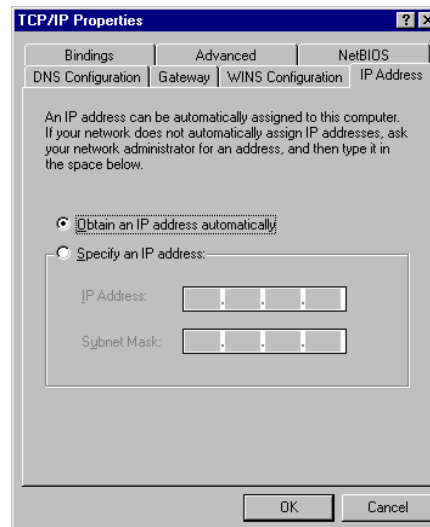 TCP/IP Properties
Bindings Advanced NetBIOS
DNS Configuration Gateway WINS Configuration IP Address
An IP address can be automatically assigned to this computer.
If your network does not automatically assign IP addresses, ask
your network administrator for an address, and then type it in
the space below.
Obtain an IP address automatically
Specify an IP address:
IP Address:
Subnet Mask:
OK Cancel